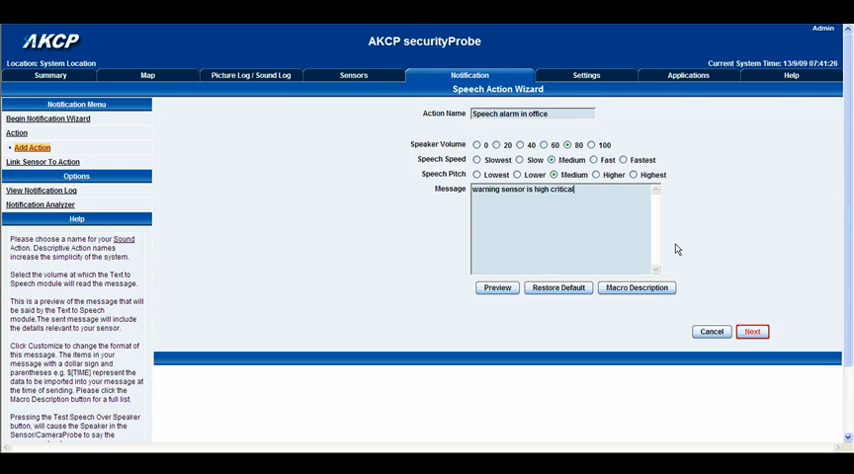 Admin
AKCP
AKCP securityProbe
Location: System Location
Current System Time: 13/9/09 07:41:26
Summary
Map
Picture Log / Sound Log
Sensors
Notification
Settings
Applications
Help
Speech Action Wizard
Notification Menu
Begin Notification Wizard
Action
• Add Action
Link Sensor To Action
Options
View Notification Log
Notification Analyzer
Help
Please choose a name for your Sound
Action. Descriptive Action names
increase the simplicity of the system.
Select the volume at which the Text to
Speech module will read the message.
This is a preview of the message that will
be said by the Text to Speech
module.The sent message will include
the details relevant to your sensor.
Click Customize to change the format of
this message. The items in your
message with a dollar sign and
parentheses e.g. $[TIME] represent the
data to be imported into your message at
the time of sending. Please click the
Macro Description button for a full list.
Pressing the Test Speech Over Speaker
button, will cause the Speaker in the
Sensor/CameraProbe to say the
Action Name Speech alarm in office
Speaker Volume 0 20 40 60 80 100
Speech Speed Slowest Slow Medium Fast Fastest
Speech Pitch Lowest Lower Medium Higher Highest
Message warning sensor is high critical
Preview Restore Default Macro Description
Cancel Next